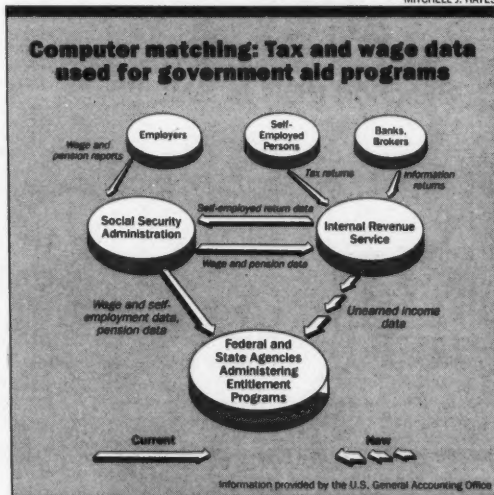 MITCHELL J. HAYES
Computer matching: Tax and wage data
used for government aid programs
Employers
Self-
Employed
Persons
Banks,
Brokers
Wage and
pension reports
Tax returns
Information
returns
Self-employed return data
Social Security
Administration
Internal Revenue
Service
Wage and pension data
Wage and self-
employment data,
pension data
Unearned income
data
Federal and
State Agencies
Administering
Entitlement
Programs
Current
New
Information provided by the U.S. General Accounting Office